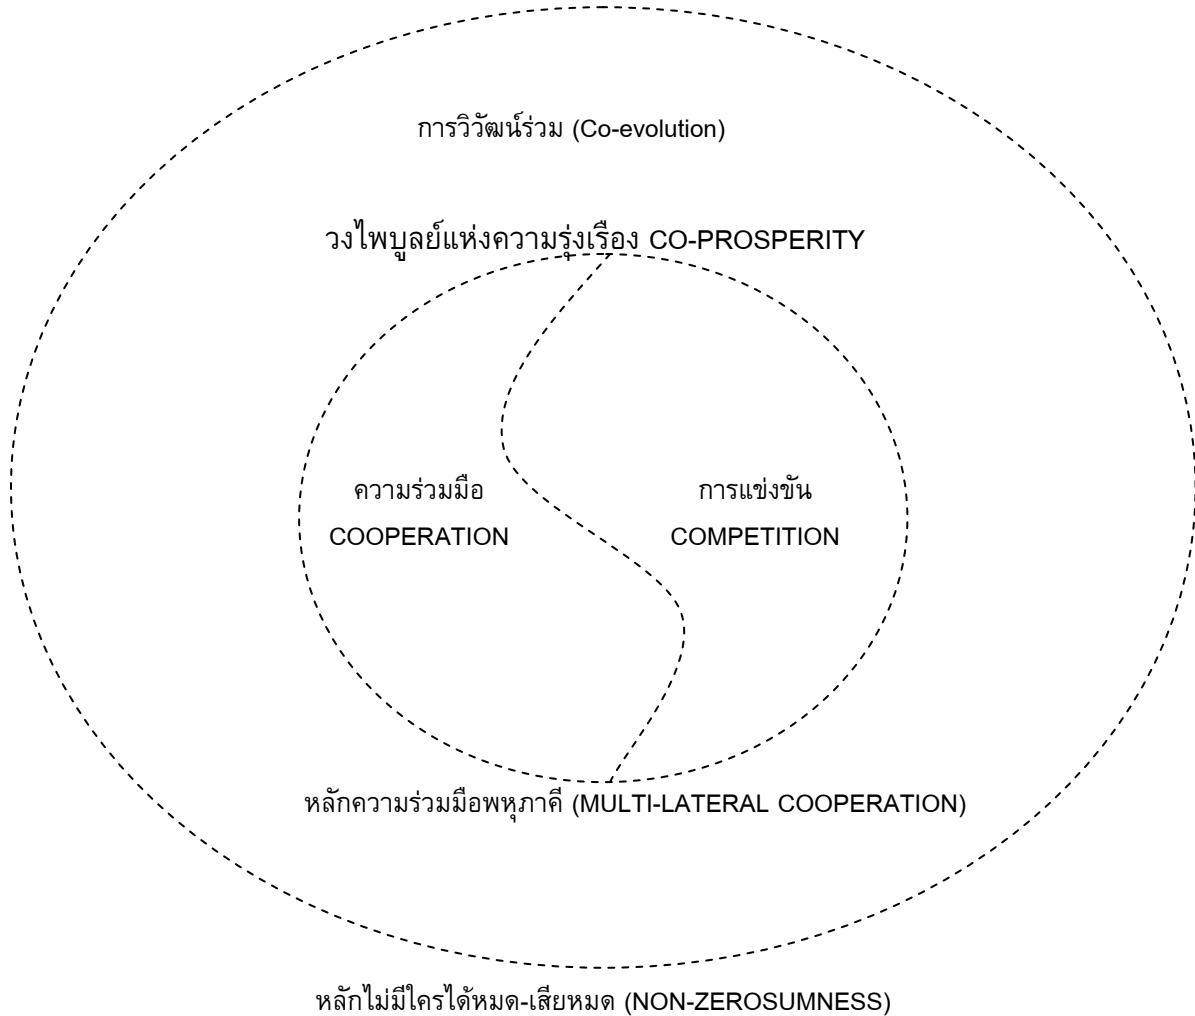 การวิวัฒน์ร่วม (Co-evolution)
วงไพบูลย์แห่งความรุ่งเรือง CO-PROSPERITY
ความร่วมมือ
COOPERATION
การแข่งขัน
COMPETITION
หลักความร่วมมือพหุภาคี (MULTI-LATERAL COOPERATION)
หลักไม่มีใครได้หมด-เสียหมด (NON-ZEROSUMNESS)